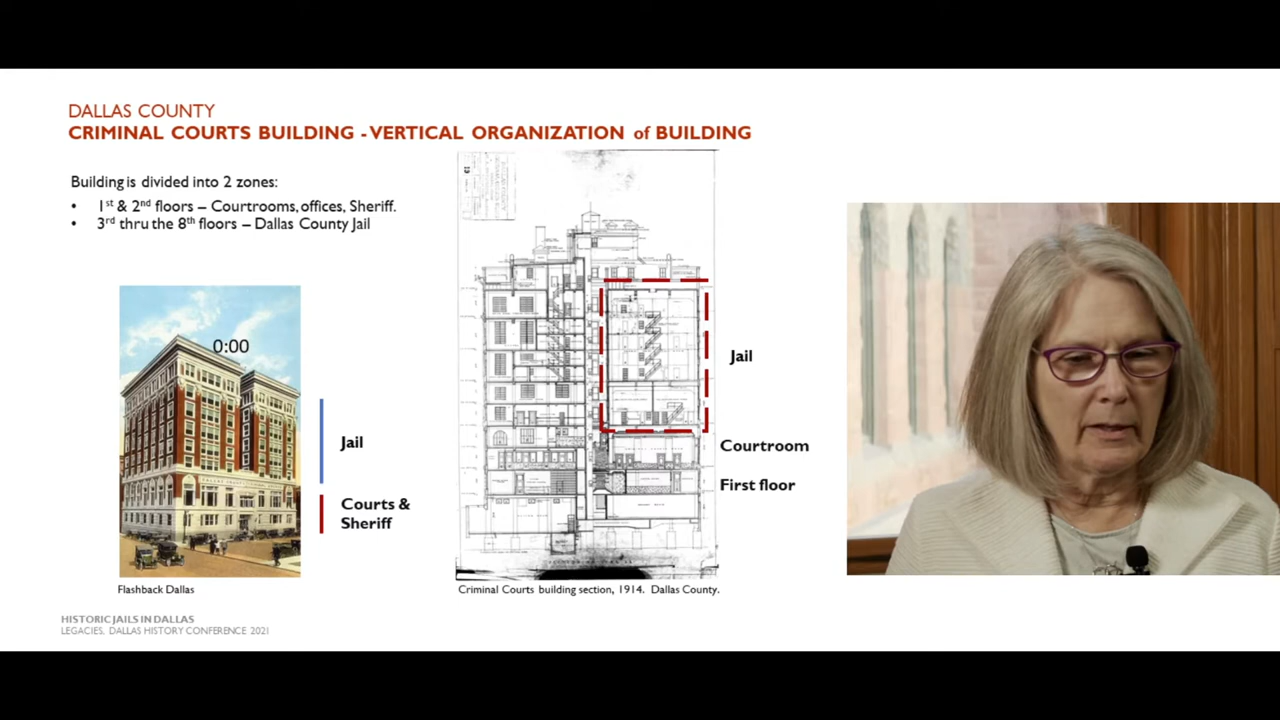 DALLAS COUNTY
CRIMINAL COURTS BUILDING - VERTICAL ORGANIZATION of BUILDING
Building is divided into 2 zones:
• 1st & 2nd floors – Courtrooms, offices, Sheriff.
• 3rd thru the 8th floors – Dallas County Jail
0:00
Jail
Courts &
Sheriff
Jail
Courtroom
First floor
Flashback Dallas
Criminal Courts building section, 1914. Dallas County.
HISTORIC JAILS IN DALLAS
LEGACIES. DALLAS HISTORY CONFERENCE 2021